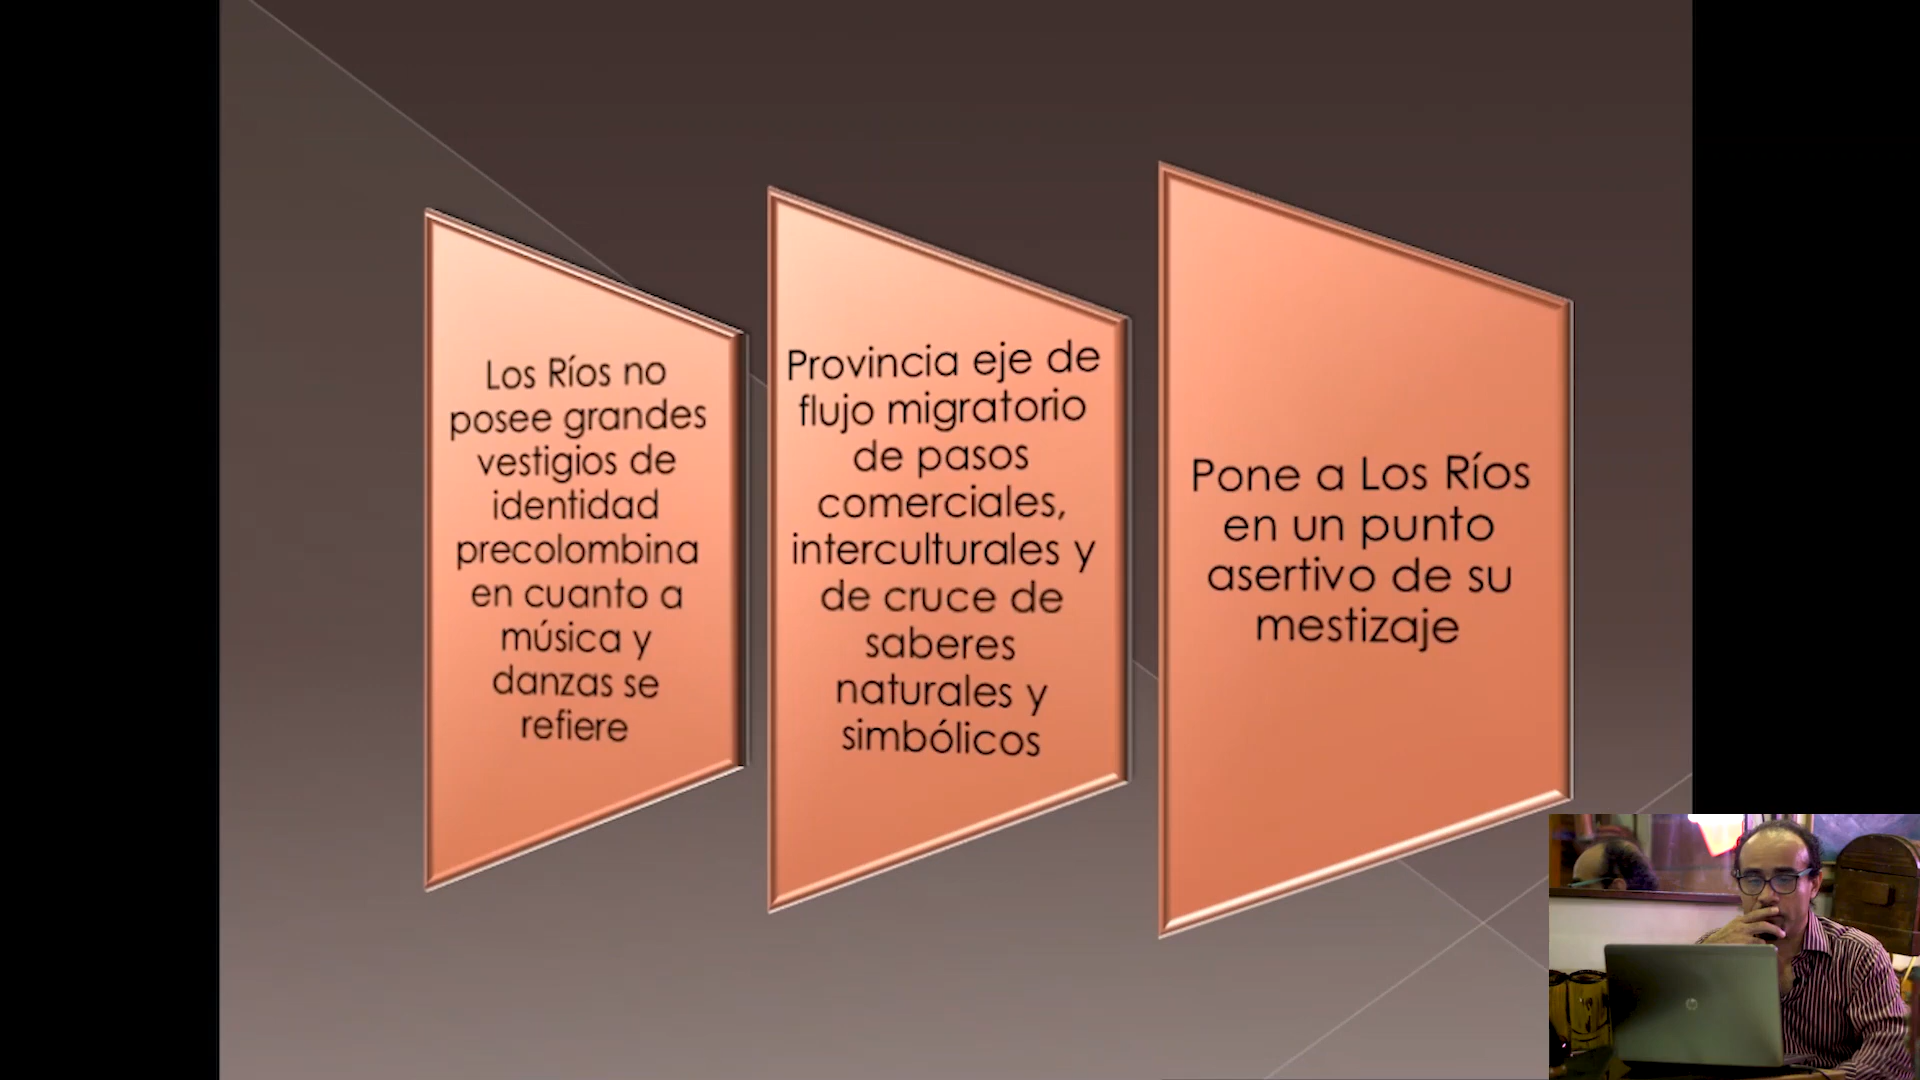 Los Ríos no
posee grandes
vestigios de
identidad
precolombina
en cuanto a
música y
danzas se
refiere
Provincia eje de
flujo migratorio
de pasos
comerciales,
interculturales y
de cruce de
saberes
naturales y
simbólicos
Pone a Los Ríos
en un punto
asertivo de su
mestizaje